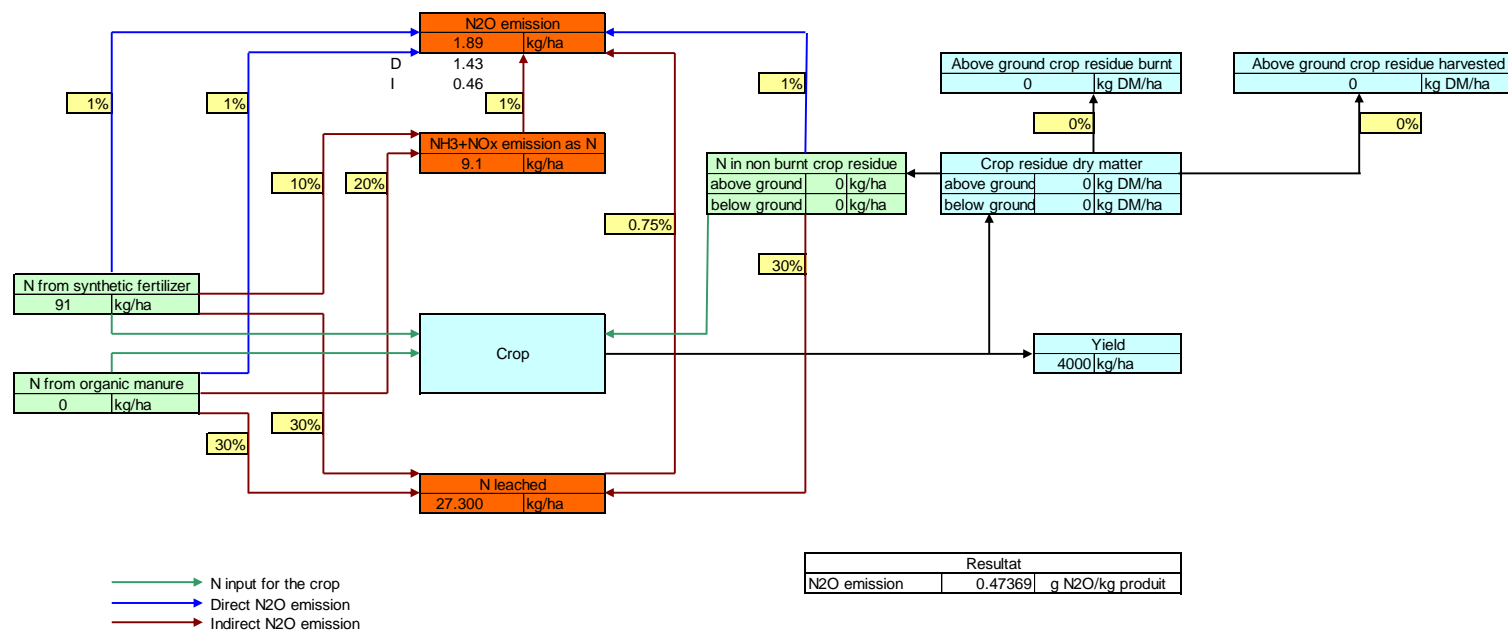 N2O emission
1.89 kg/ha
D 1.43
I 0.46
Above ground crop residue burnt
0 kg DM/ha
Above ground crop residue harvested
0 kg DM/ha
1%
1%
1%
1%
0%
0%
NH3+NOx emission as N
9.1 kg/ha
N in non burnt crop residue
above ground 0 kg/ha
below ground 0 kg/ha
Crop residue dry matter
above ground 0 kg DM/ha
below ground 0 kg DM/ha
10%
20%
0.75%
30%
N from synthetic fertilizer
91 kg/ha
Crop
Yield
4000 kg/ha
N from organic manure
0 kg/ha
30%
30%
N leached
27.300 kg/ha
Resultat
N2O emission 0.47369 g N2O/kg produit
N input for the crop
Direct N2O emission
Indirect N2O emission